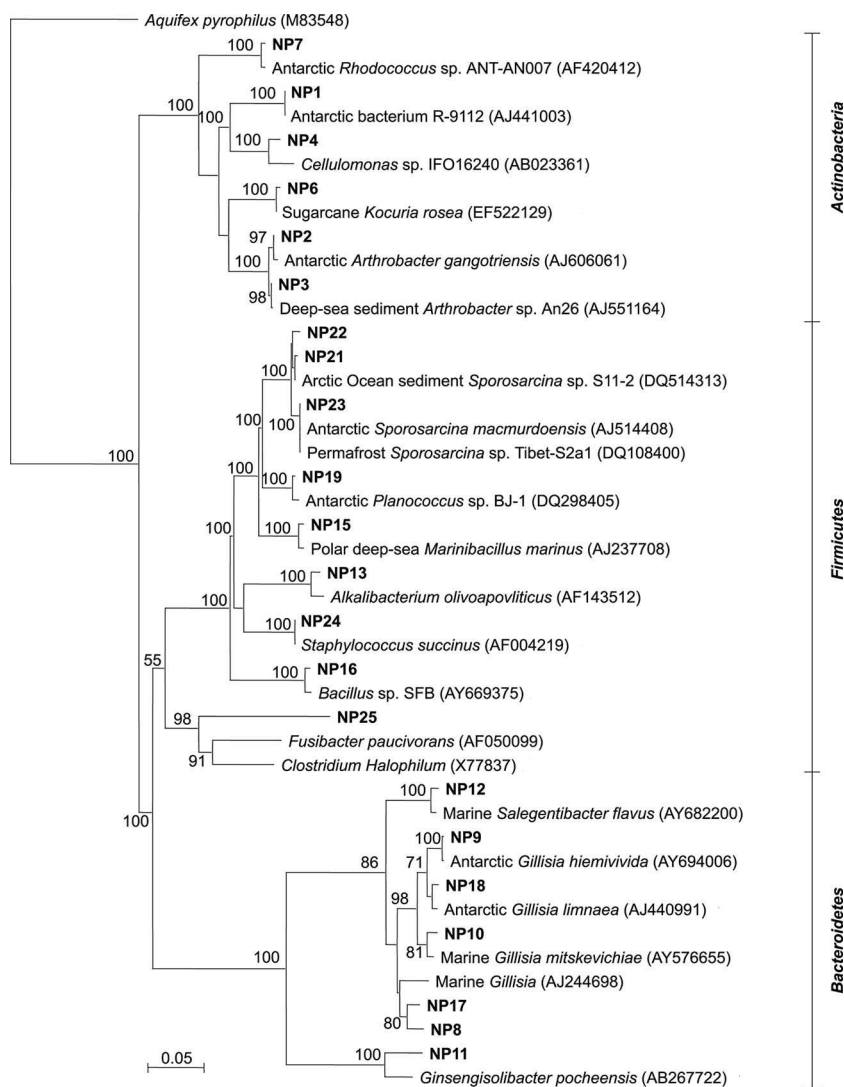 Aquifex pyrophilus (M83548)
100
NP7
Antarctic Rhodococcus sp. ANT-AN007 (AF420412)
100
100
100
NP1
Antarctic bacterium R-9112 (AJ441003)
100
NP4
Cellulomonas sp. IFO16240 (AB023361)
100
NP6
Sugarcane Kocuria rosea (EF522129)
97
NP2
Antarctic Arthrobacter gangotriensis (AJ606061)
100
NP3
98
Deep-sea sediment Arthrobacter sp. An26 (AJ551164)
Actinobacteria
NP22
NP21
100
Arctic Ocean sediment Sporosarcina sp. S11-2 (DQ514313)
NP23
100
100
Antarctic Sporosarcina macmurdoensis (AJ514408)
Permafrost Sporosarcina sp. Tibet-S2a1 (DQ108400)
100
100
100
NP19
Antarctic Planococcus sp. BJ-1 (DQ298405)
100
100
NP15
Polar deep-sea Marinibacillus marinus (AJ237708)
100
NP13
Alkalibacterium olivoapovliticus (AF143512)
100
100
NP24
Staphylococcus succinus (AF004219)
55
100
NP16
Bacillus sp. SFB (AY669375)
98
NP25
Fusibacter paucivorans (AF050099)
91
Clostridium Halophilum (X77837)
Firmicutes
100
NP12
Marine Salegentibacter flavus (AY682200)
100
86
100
71
NP9
Antarctic Gillisia hiemivivida (AY694006)
98
NP18
Antarctic Gillisia limnaea (AJ440991)
NP10
100
81
Marine Gillisia mitskevichiae (AY576655)
Marine Gillisia (AJ244698)
NP17
80
NP8
100
NP11
Ginsengisolibacter pocheensis (AB267722)
Bacteroidetes
0.05